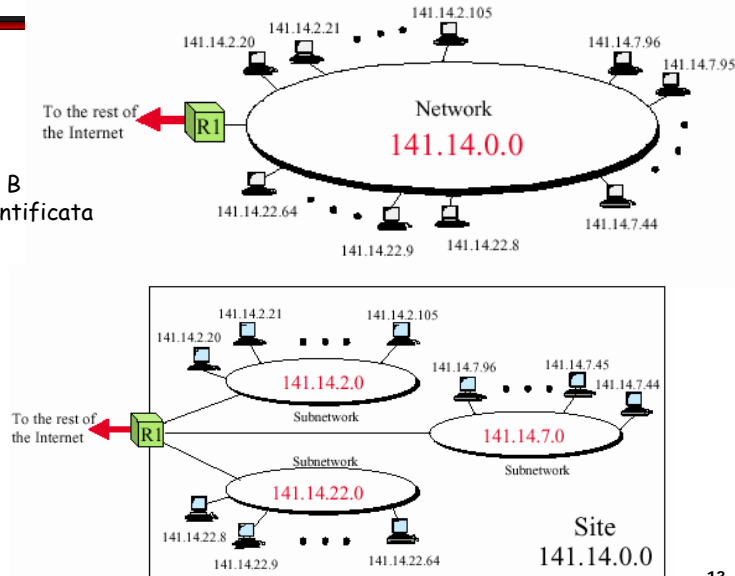 141.14.2.20
141.14.2.21
141.14.2.105
141.14.7.96
141.14.7.95
To the rest of
the Internet
R1
Network
141.14.0.0
B
ntificata
141.14.22.64
141.14.22.9
141.14.22.8
141.14.7.44
141.14.2.20
141.14.2.21
141.14.2.105
141.14.2.0
Subnetwork
141.14.7.96
141.14.7.45
141.14.7.44
To the rest of
the Internet
R1
141.14.7.0
Subnetwork
Subnetwork
141.14.22.0
141.14.22.8
141.14.22.9
141.14.22.64
Site
141.14.0.0